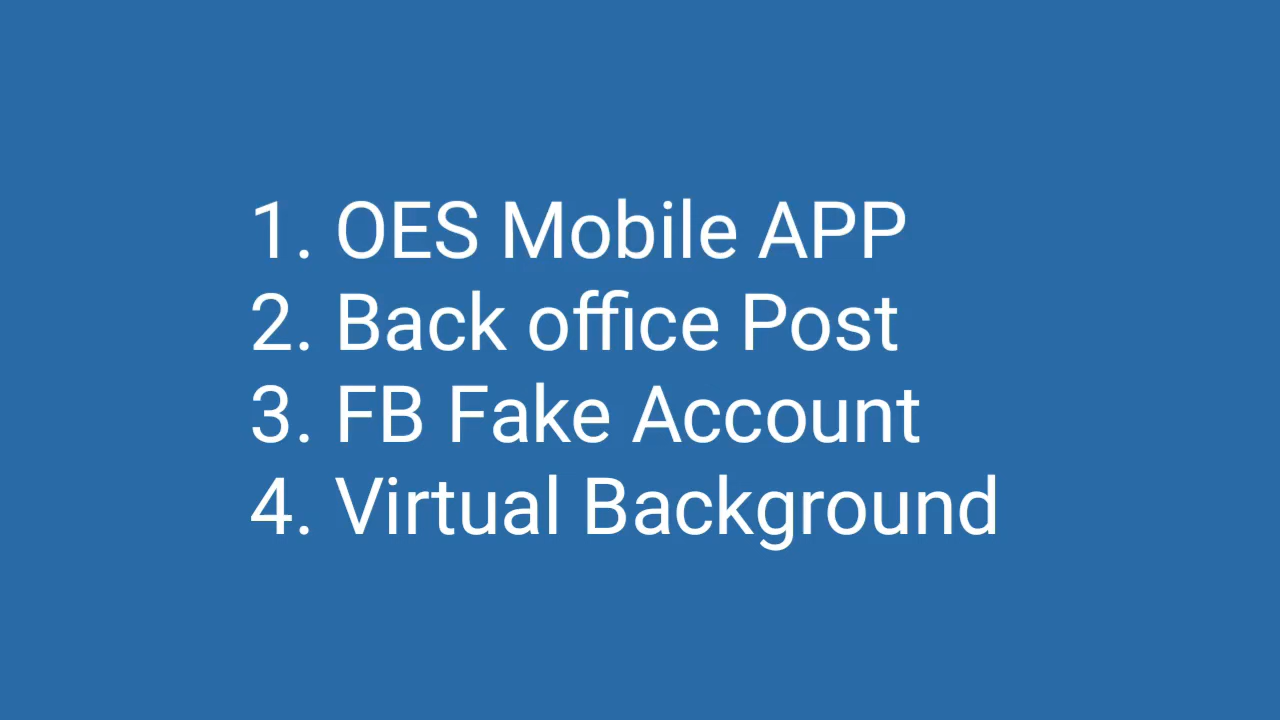 1. OES Mobile APP
2. Back office Post
3. FB Fake Account
4. Virtual Background